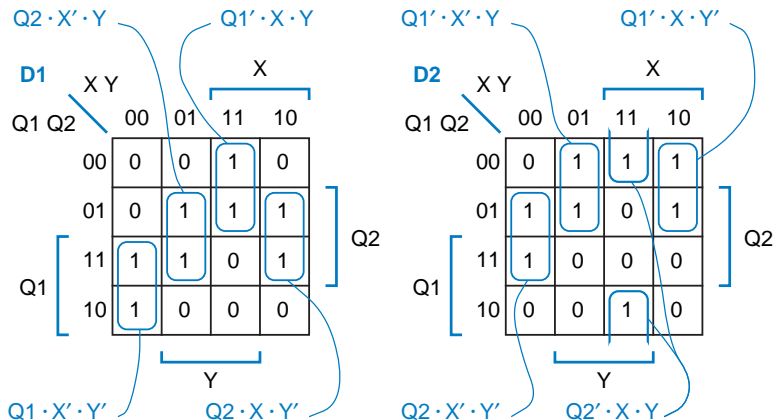 Q2 · X′ · Y Q1′ · X · Y Q1′ · X′ · Y Q1′ · X · Y′
D1 X Y X D2 X Y X
Q1 Q2 00 01 11 10 Q1 Q2 00 01 11 10
00 0 0 1 0 00 0 1 1 1
01 0 1 1 1 01 1 1 0 1
Q2 Q2
11 1 1 0 1 11 1 0 0 0
Q1 Q1
10 1 0 0 0 10 0 0 1 0
Y Y
Q1 · X′ · Y′ Q2 · X · Y′ Q2 · X′ · Y′ Q2′ · X · Y